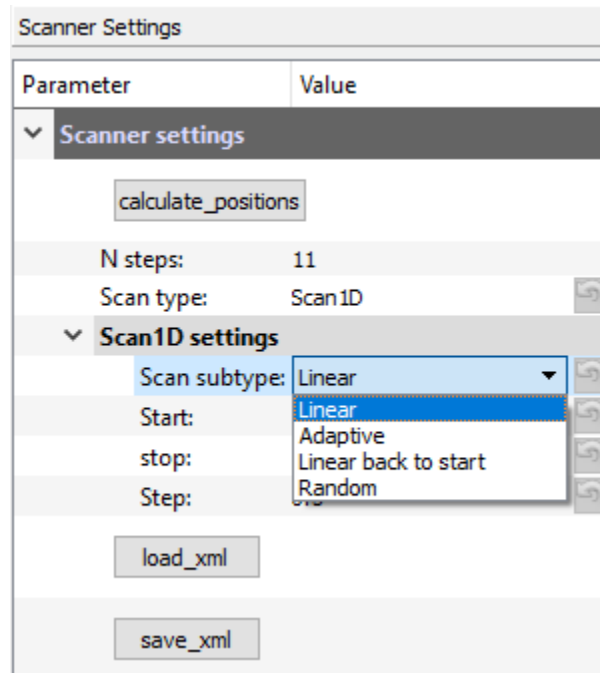 Scanner Settings
Parameter Value
Scanner settings
calculate_positions
N steps: 11
Scan type: Scan1D
Scan1D settings
Scan subtype: Linear
Start: Linear
Adaptive
stop: Linear back to start
Step: Random
load_xml
save_xml